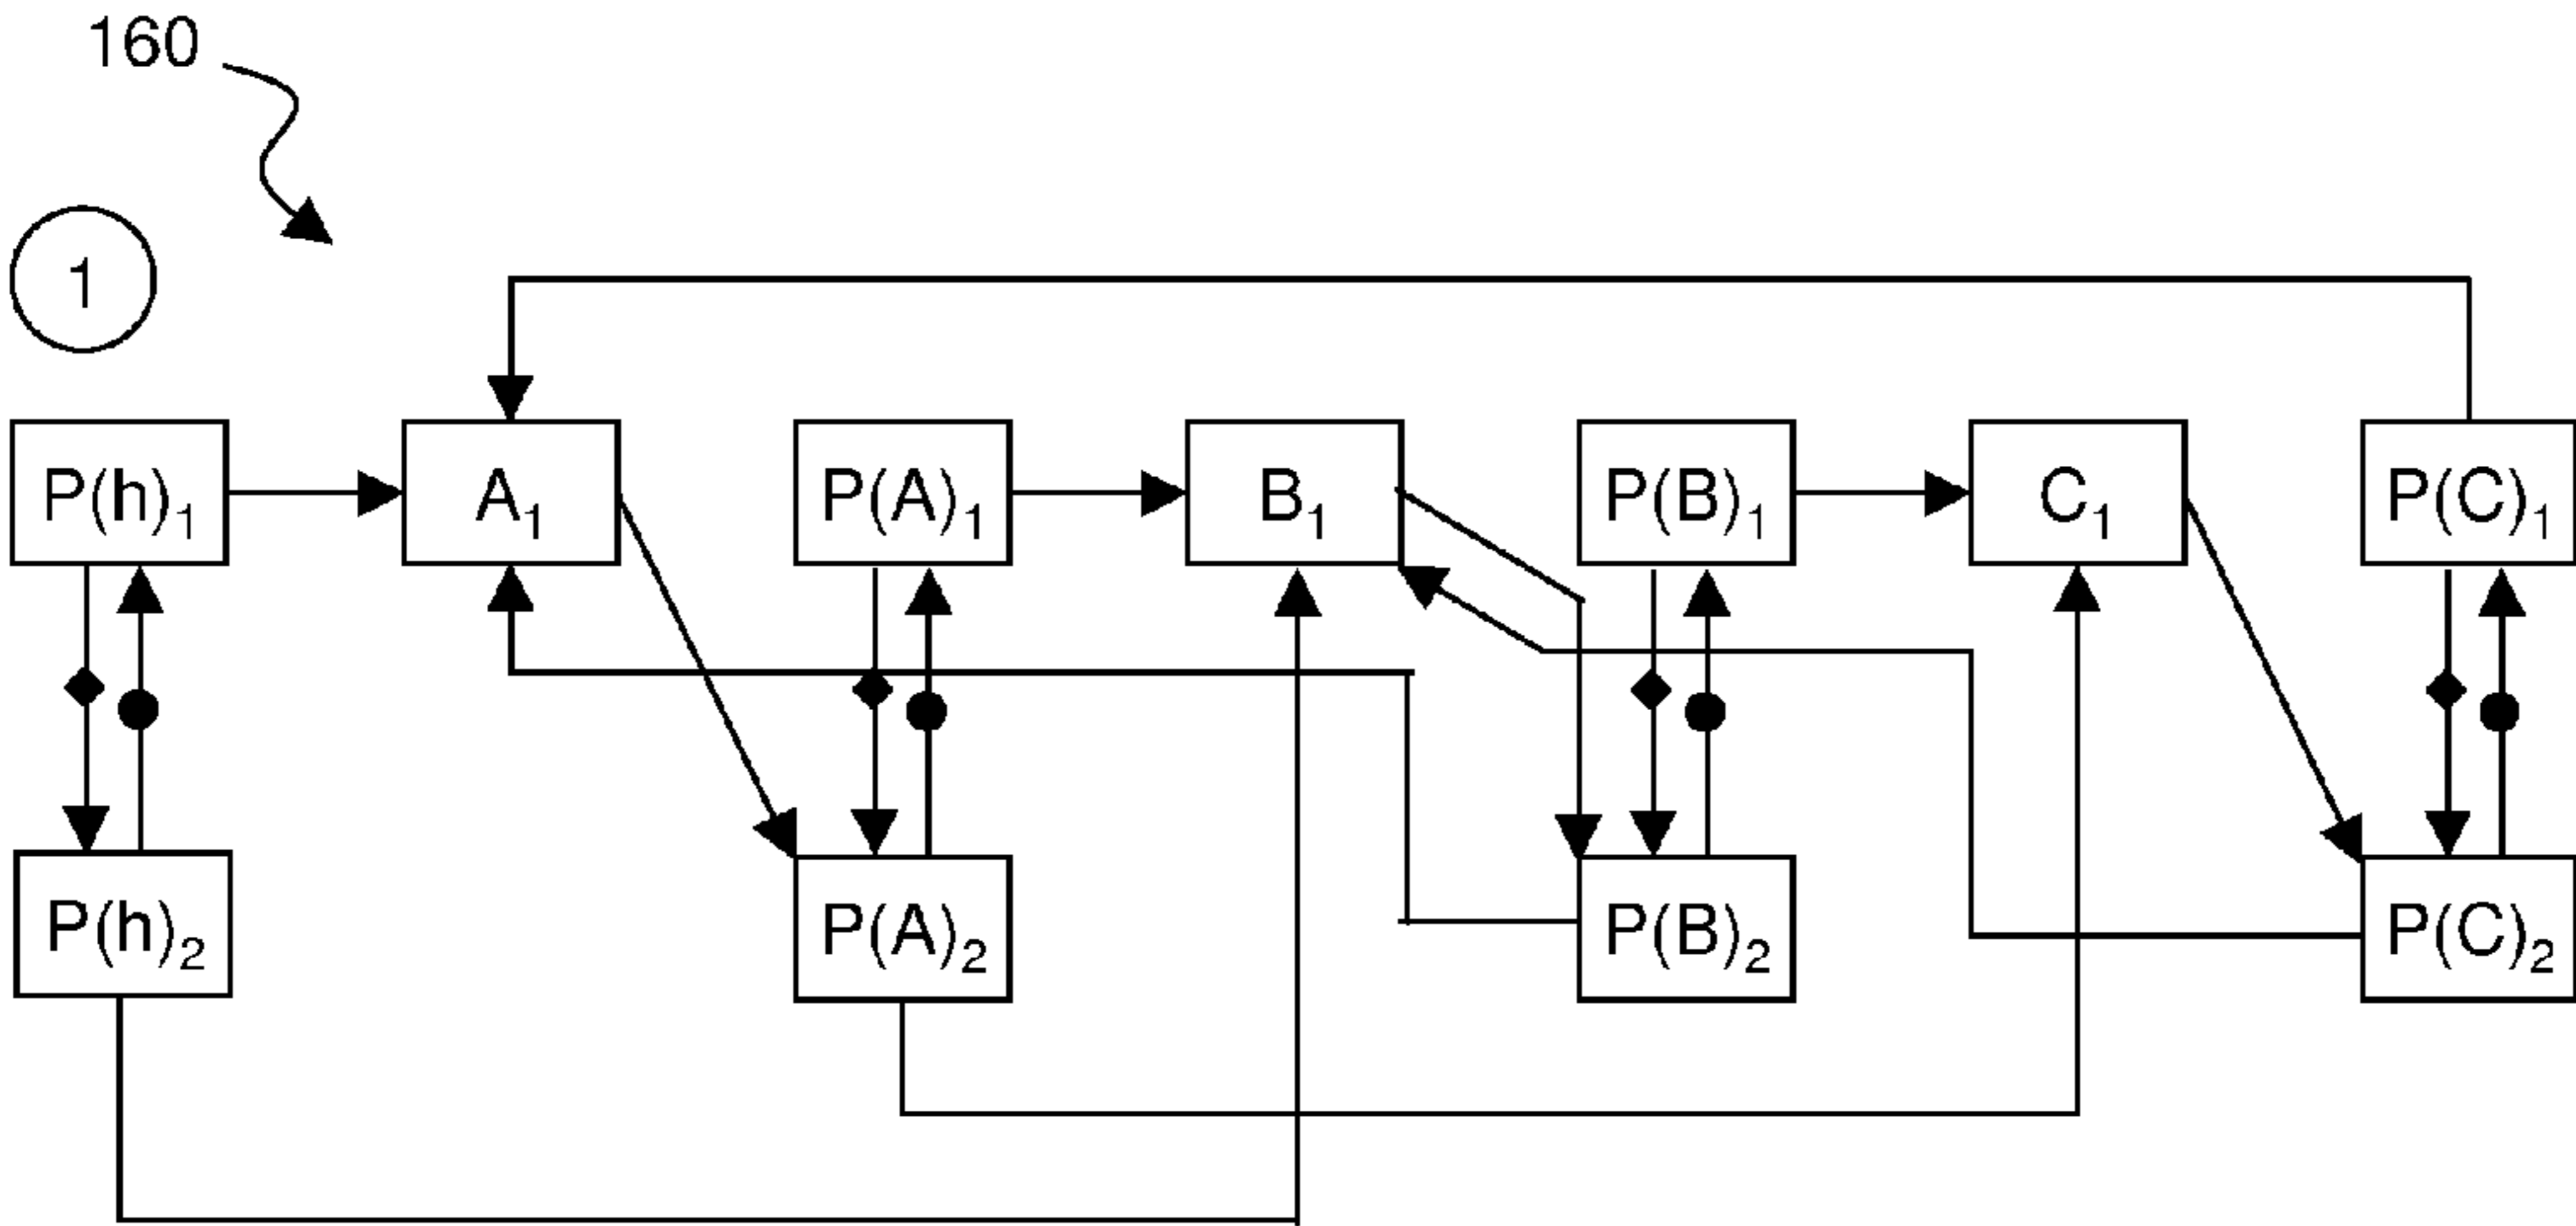 160
1
P(h)₁ A₁ P(A)₁ B₁ P(B)₁ C₁ P(C)₁
P(h)₂ P(A)₂ P(B)₂ P(C)₂